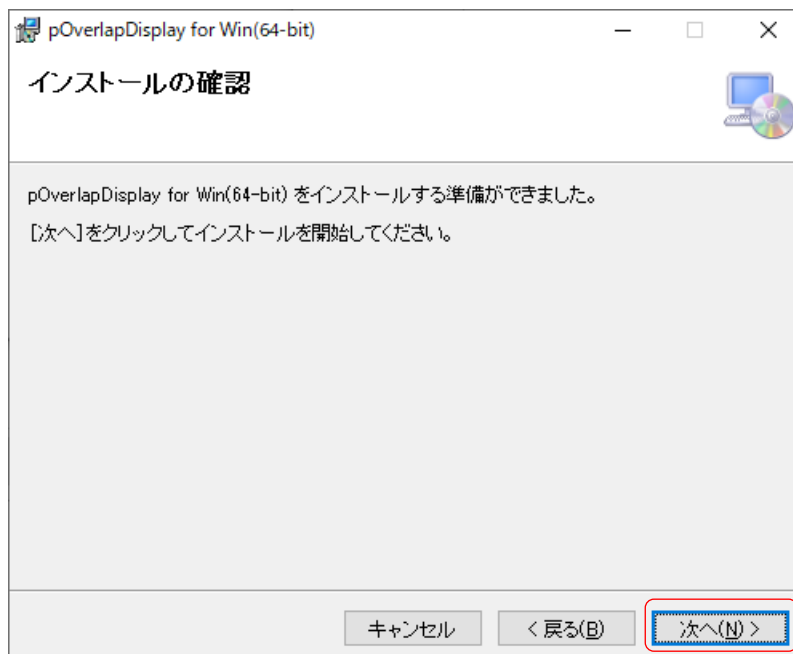 pOverlapDisplay for Win(64-bit)
インストールの確認
pOverlapDisplay for Win(64-bit) をインストールする準備ができました。
[次へ]をクリックしてインストールを開始してください。
キャンセル
< 戻る(B)
次へ(N) >